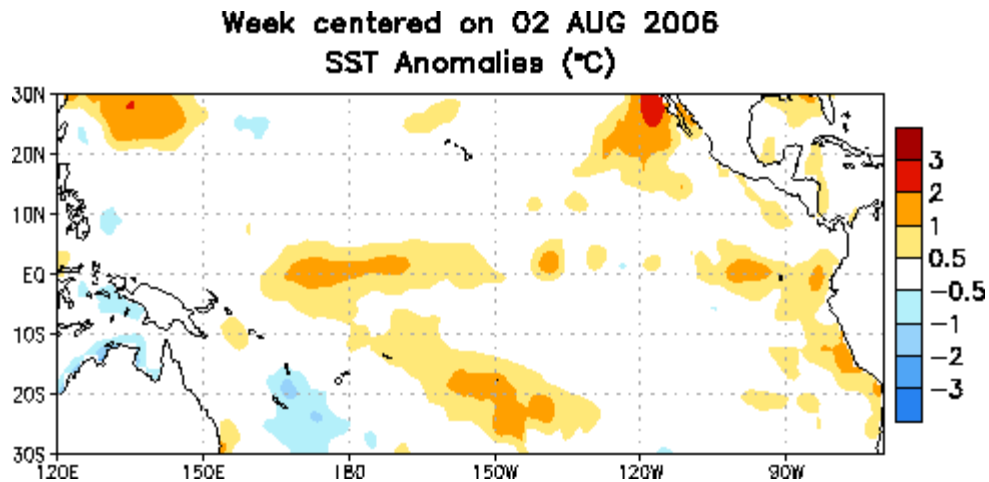 Week centered on 02 AUG 2006
SST Anomalies (°C)
30N
20N
10N
EQ
10S
20S
30S
120E 150E 180 150W 120W 90W
3
2
1
0.5
-0.5
-1
-2
-3